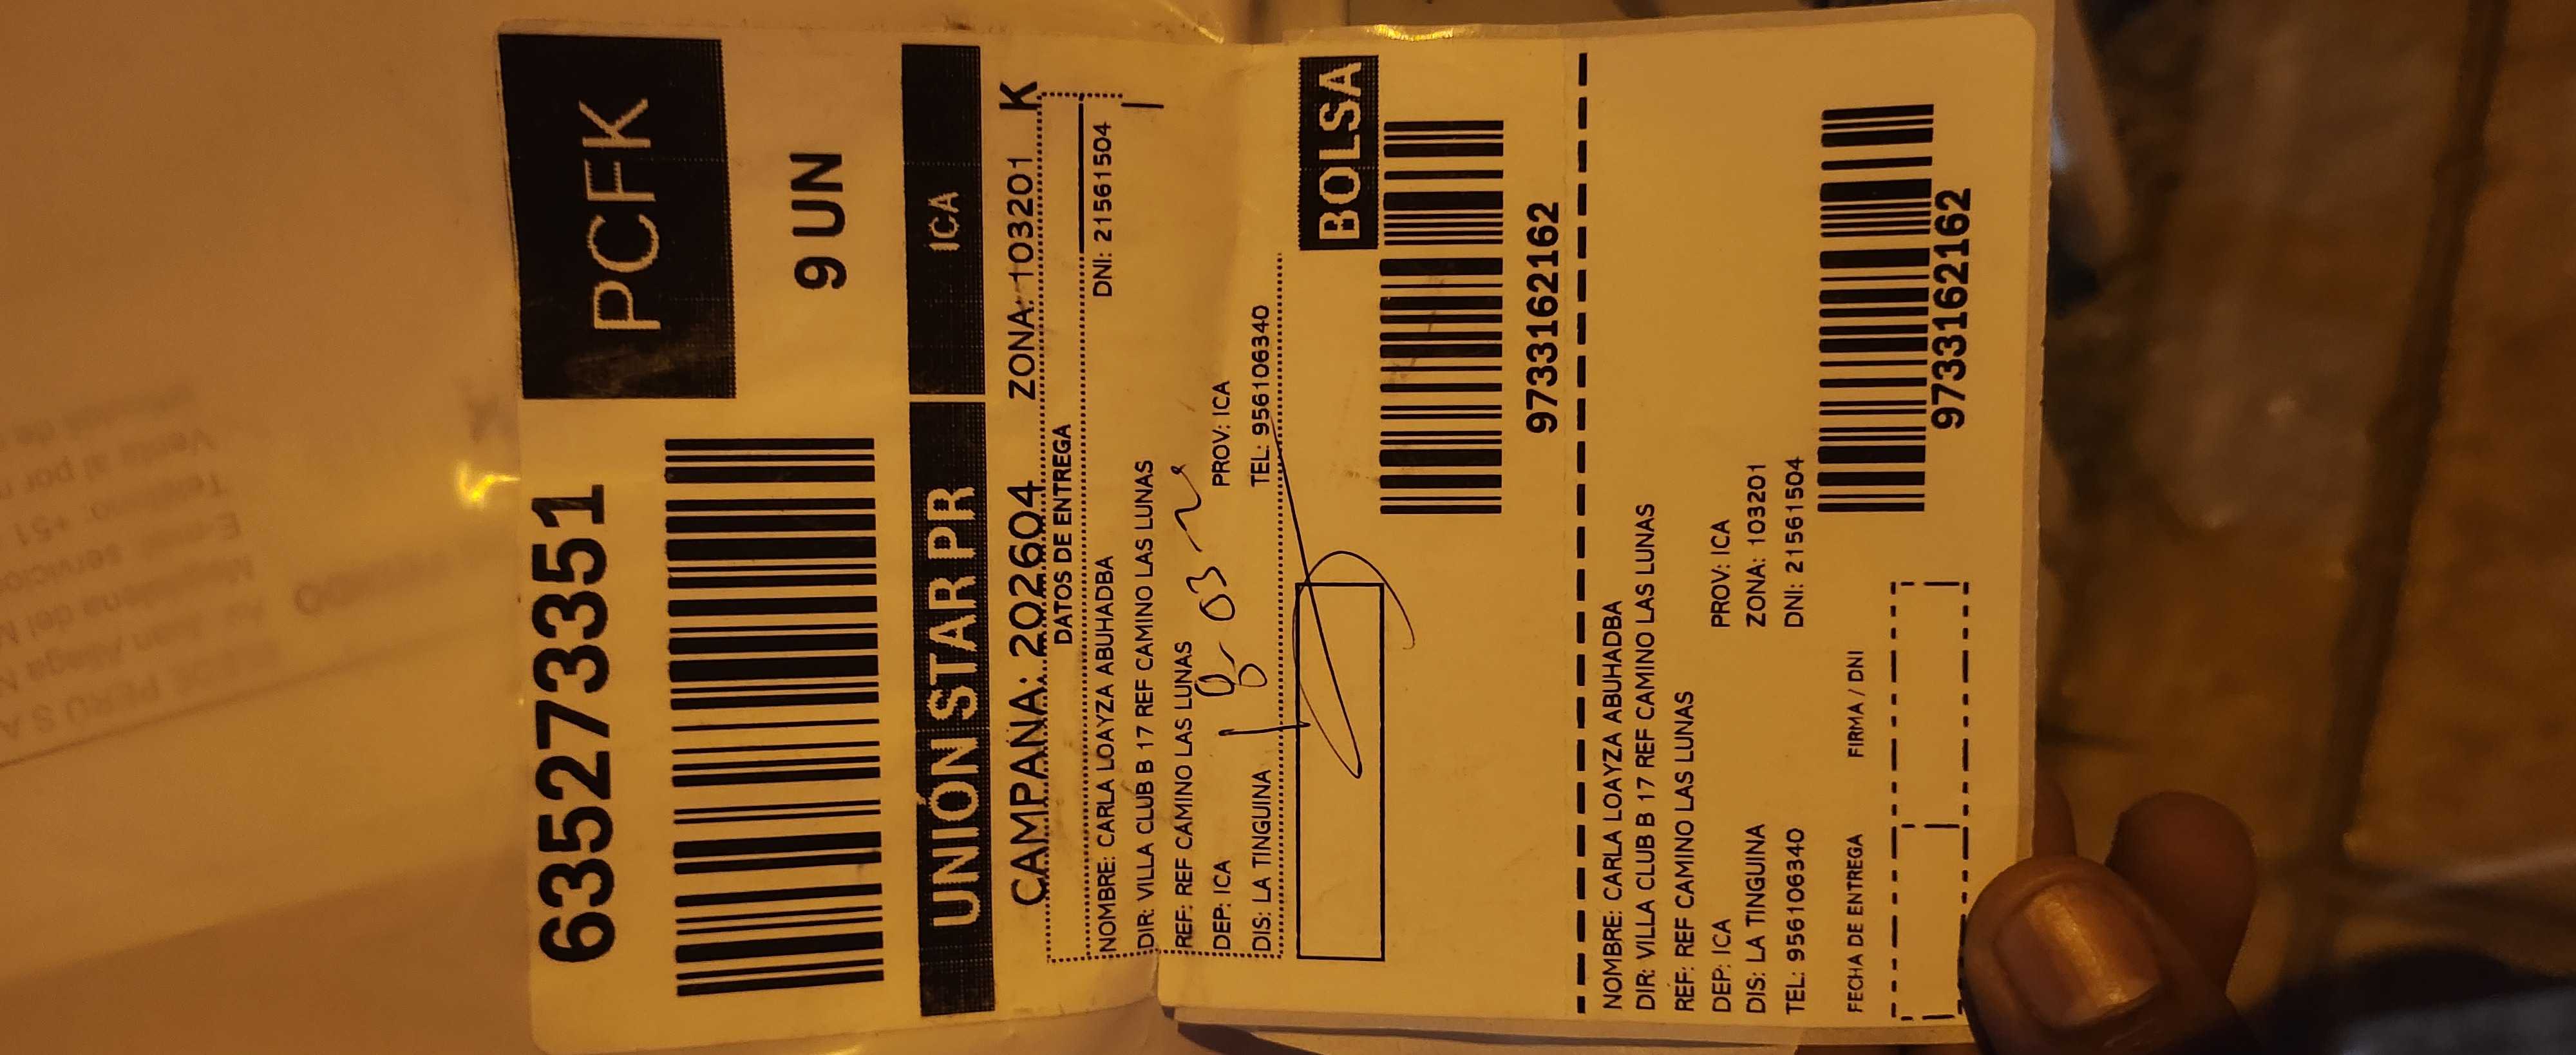 6352733351
PCFK
9 UN
UNIÓN STAR PR
ICA
CAMPAÑA: 202604 ZONA: 103201 K
DATOS DE ENTREGA
NOMBRE: CARLA LOAYZA ABUHADBA
DNI: 21561504
DIR: VILLA CLUB B 17 REF CAMINO LAS LUNAS
REF: REF CAMINO LAS LUNAS
DEP: ICA PROV: ICA
DIS: LA TINGUINA TEL: 956106340
BOLSA
9733162162
NOMBRE: CARLA LOAYZA ABUHADBA
DIR: VILLA CLUB B 17 REF CAMINO LAS LUNAS
REF: REF CAMINO LAS LUNAS
DEP: ICA PROV: ICA
DIS: LA TINGUINA ZONA: 103201
TEL: 956106340 DNI: 21561504
FECHA DE ENTREGA FIRMA / DNI
9733162162